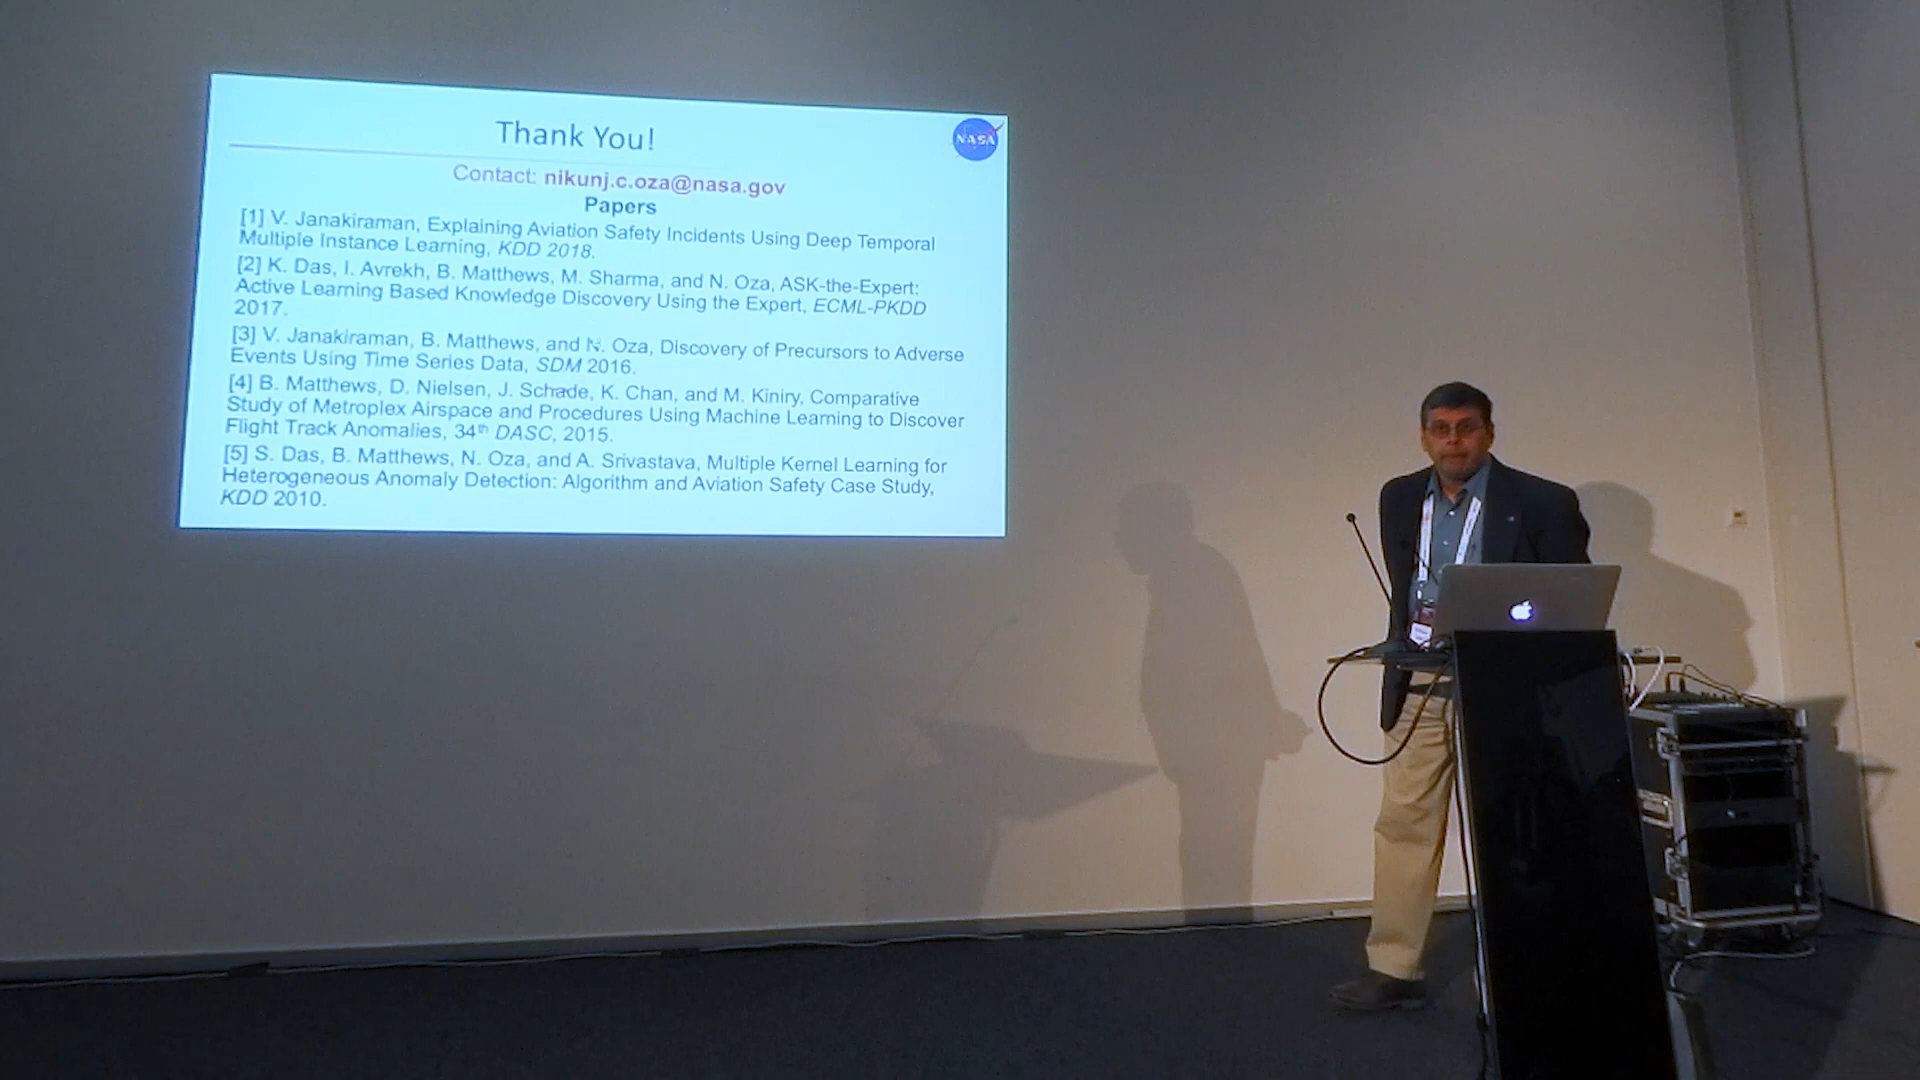 Thank You!
NASA
Contact: nikunj.c.oza@nasa.gov
Papers
[1] V. Janakiraman, Explaining Aviation Safety Incidents Using Deep Temporal
Multiple Instance Learning, KDD 2018.
[2] K. Das, I. Avrekh, B. Matthews, M. Sharma, and N. Oza, ASK-the-Expert:
Active Learning Based Knowledge Discovery Using the Expert, ECML-PKDD
2017.
[3] V. Janakiraman, B. Matthews, and N. Oza, Discovery of Precursors to Adverse
Events Using Time Series Data, SDM 2016.
[4] B. Matthews, D. Nielsen, J. Schade, K. Chan, and M. Kiniry, Comparative
Study of Metroplex Airspace and Procedures Using Machine Learning to Discover
Flight Track Anomalies, 34th DASC, 2015.
[5] S. Das, B. Matthews, N. Oza, and A. Srivastava, Multiple Kernel Learning for
Heterogeneous Anomaly Detection: Algorithm and Aviation Safety Case Study,
KDD 2010.